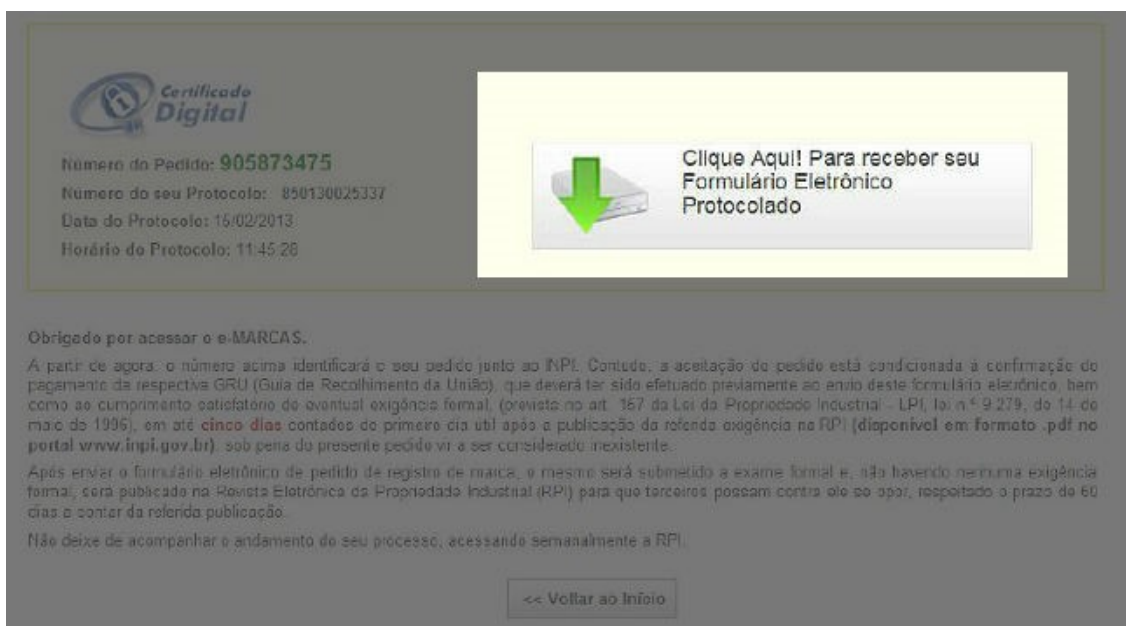 Certificado
Digital
Número do Pedido: 905873475
Número do seu Protocolo: 850130025337
Data do Protocolo: 15/02/2013
Horário do Protocolo: 11:45:28
Clique Aqui! Para receber seu
Formulário Eletrônico
Protocolado
Obrigado por acessar o e-MARCAS.
A partir de agora, o número acima identificará o seu pedido junto ao INPI. Contudo, a aceitação do pedido está condicionada à confirmação do
pagamento da respectiva GRU (Guia de Recolhimento da União), que deverá ter sido efetuado previamente ao envio deste formulário eletrônico, bem
como ao cumprimento satisfatório de eventual exigência formal, (prevista no art. 157 da Lei da Propriedade Industrial - LPI, lei n.º 9.279, de 14 de
maio de 1996), em até cinco dias contados do primeiro dia útil após a publicação da referida exigência na RPI (disponível em formato .pdf no
portal www.inpi.gov.br), sob pena do presente pedido vir a ser considerado inexistente.
Após enviar o formulário eletrônico de pedido de registro de marca, o mesmo será submetido a exame formal e, não havendo nenhuma exigência
formal, será publicado na Revista Eletrônica da Propriedade Industrial (RPI) para que terceiros possam contra ele se opor, respeitado o prazo de 60
dias a contar da referida publicação.
Não deixe de acompanhar o andamento do seu processo, acessando semanalmente a RPI.
<< Voltar ao Início